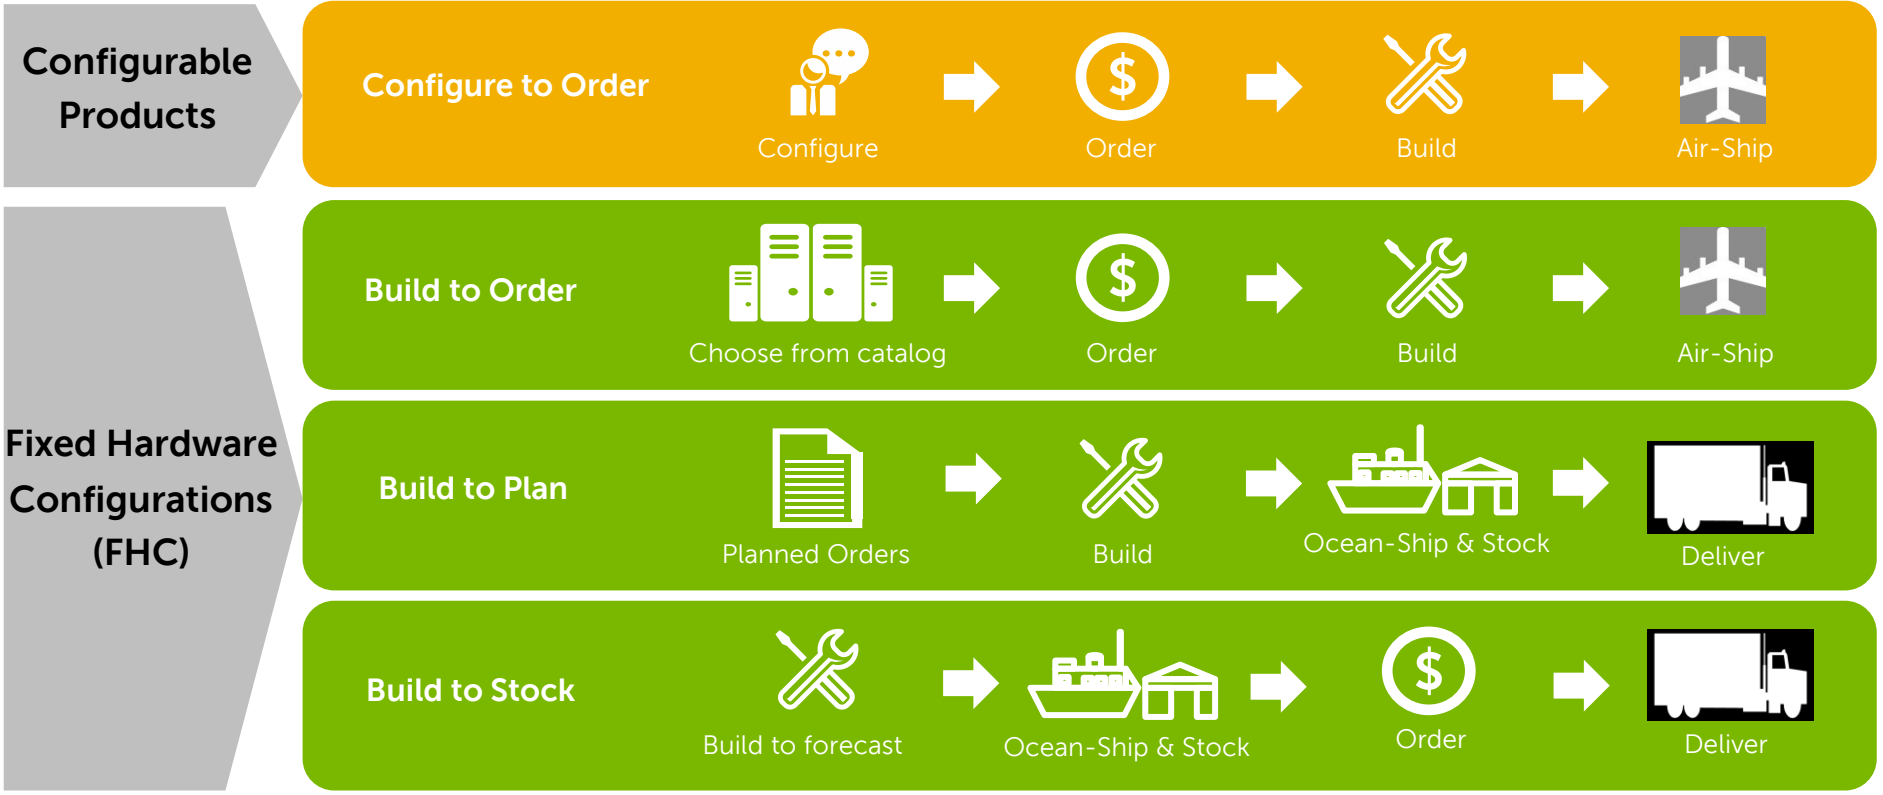 Configurable
Products
Configure to Order
Configure
$
Order
Build
Air-Ship
Fixed Hardware
Configurations
(FHC)
Build to Order
Choose from catalog
$
Order
Build
Air-Ship
Build to Plan
Planned Orders
Build
Ocean-Ship & Stock
Deliver
Build to Stock
Build to forecast
Ocean-Ship & Stock
$
Order
Deliver